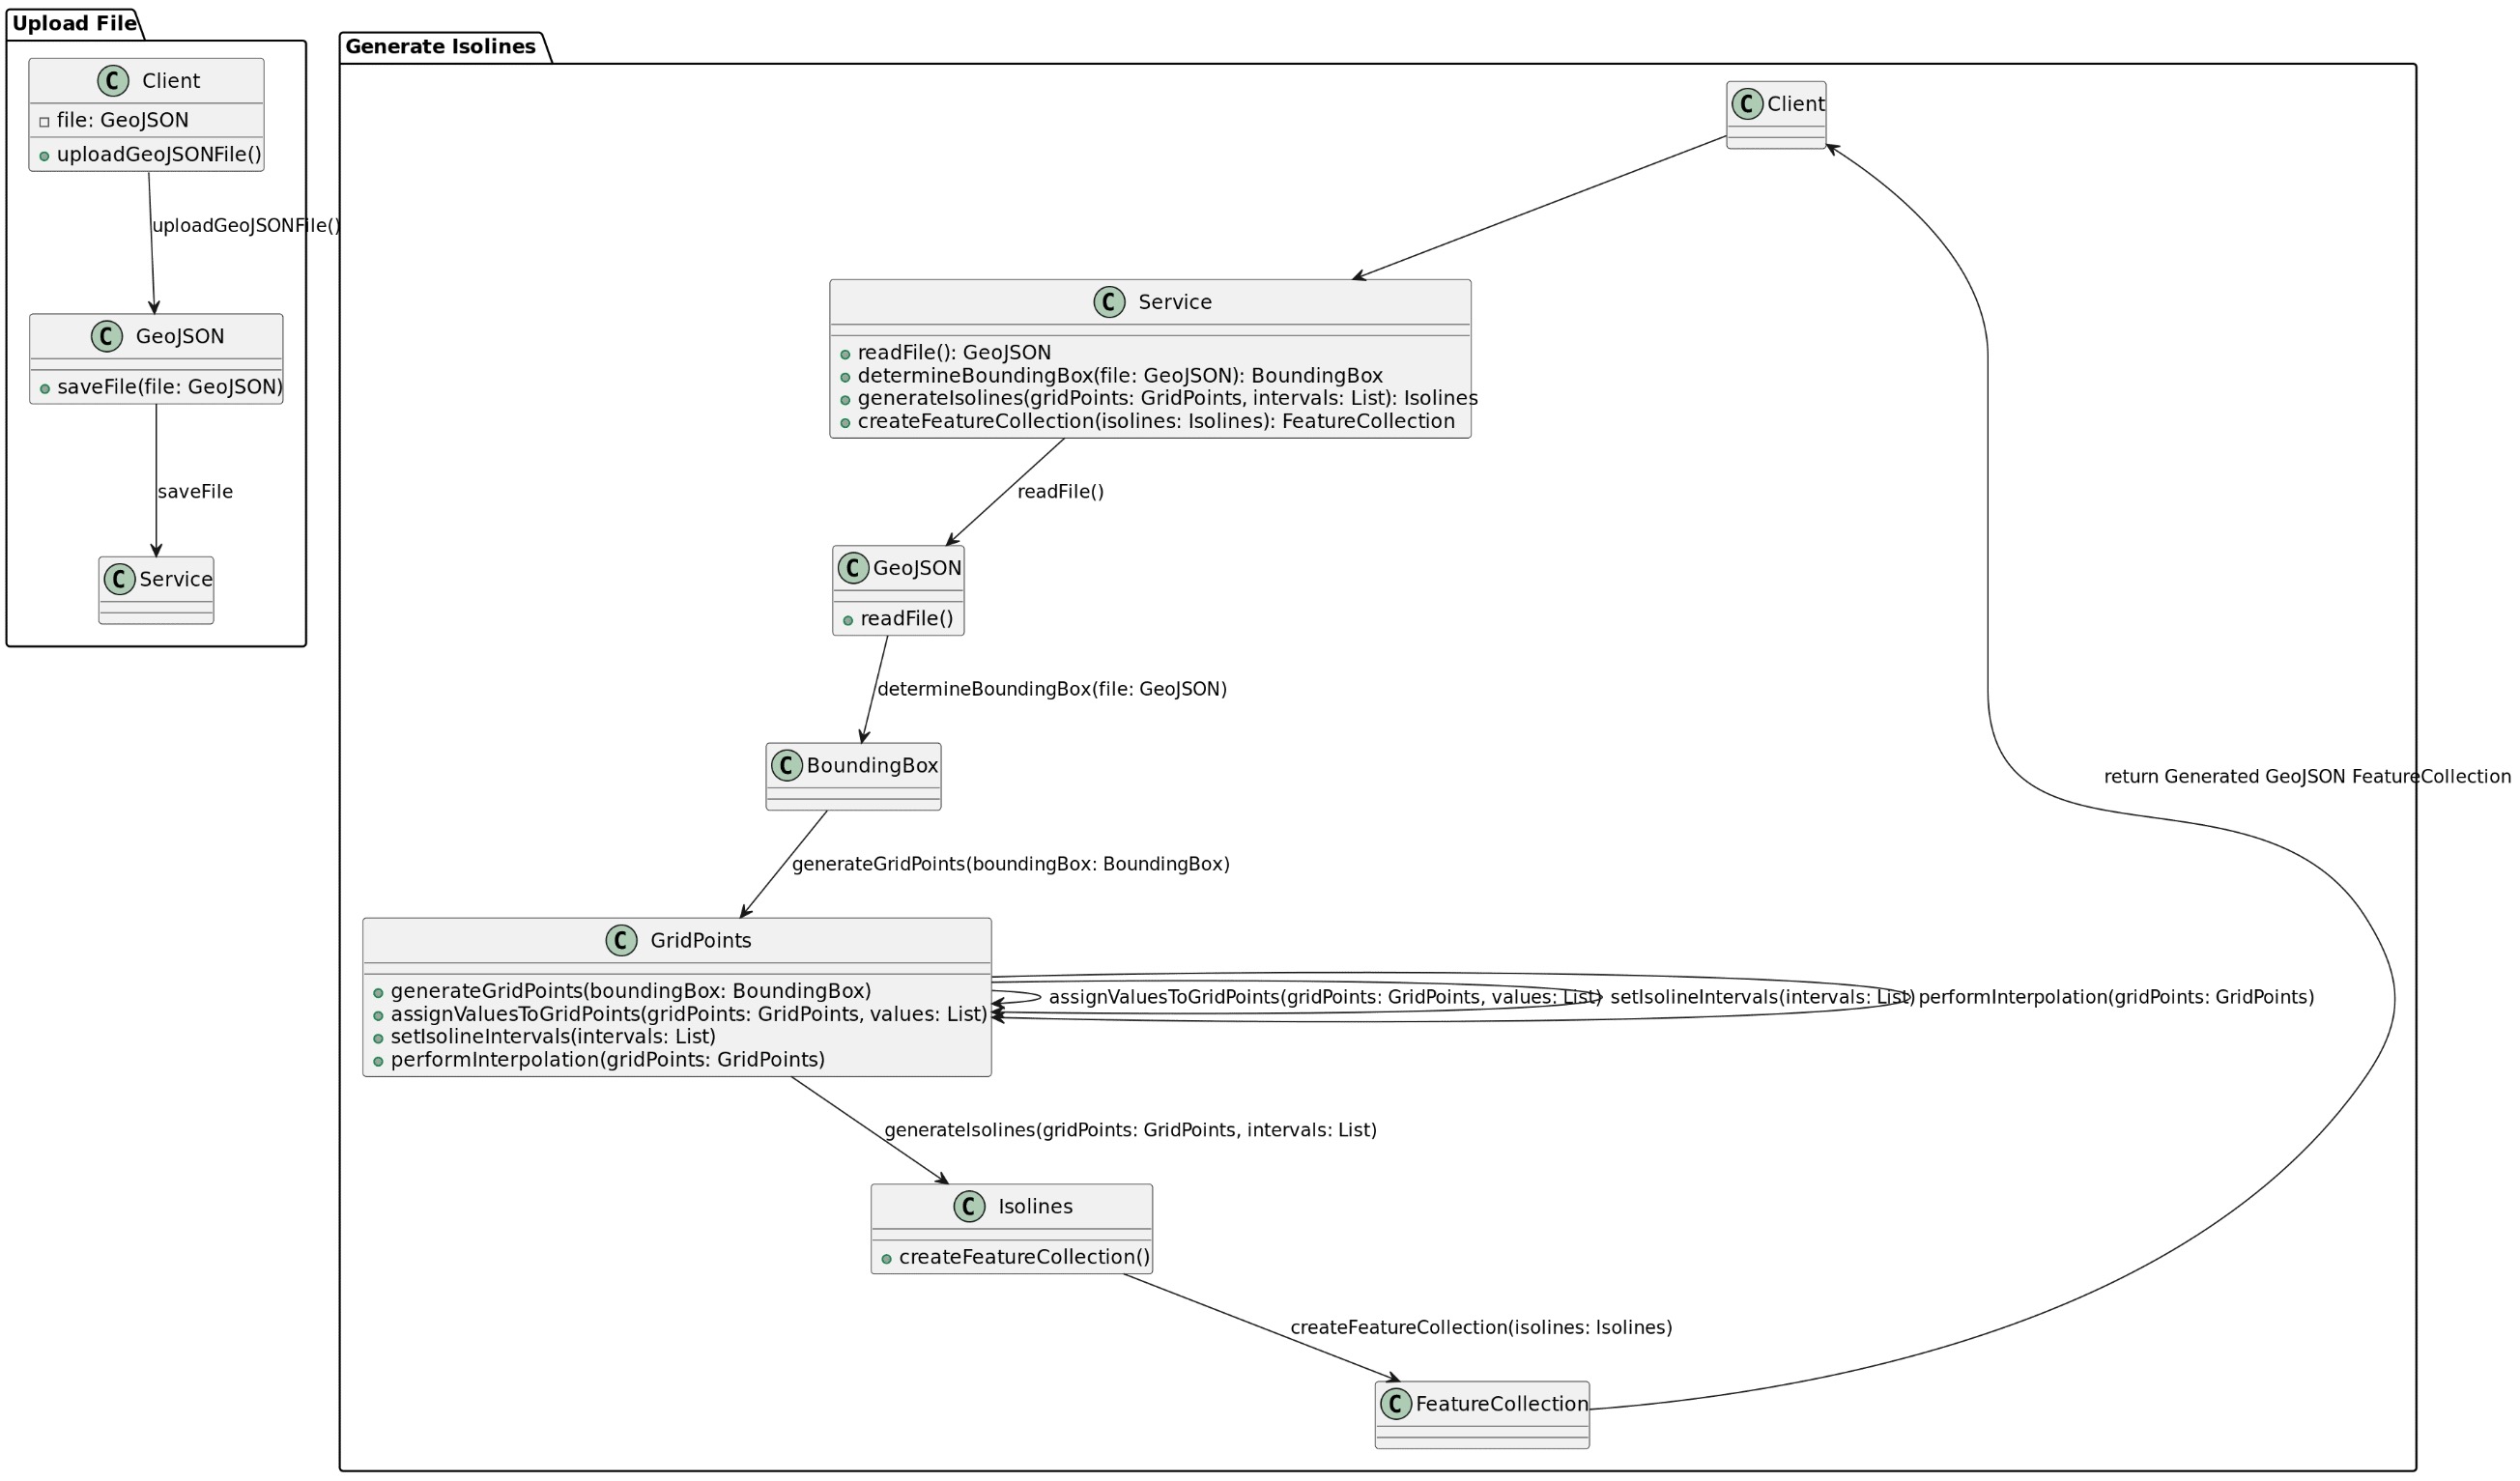 Upload File
C Client
file: GeoJSON
uploadGeoJSONFile()
uploadGeoJSONFile()
C GeoJSON
saveFile(file: GeoJSON)
saveFile
C Service
Generate Isolines
C Client
C Service
readFile(): GeoJSON
determineBoundingBox(file: GeoJSON): BoundingBox
generateIsolines(gridPoints: GridPoints, intervals: List): Isolines
createFeatureCollection(isolines: Isolines): FeatureCollection
readFile()
C GeoJSON
readFile()
determineBoundingBox(file: GeoJSON)
C BoundingBox
return Generated GeoJSON FeatureCollection
generateGridPoints(boundingBox: BoundingBox)
C GridPoints
generateGridPoints(boundingBox: BoundingBox)
assignValuesToGridPoints(gridPoints: GridPoints, values: List)
setIsolineIntervals(intervals: List)
performInterpolation(gridPoints: GridPoints)
assignValuesToGridPoints(gridPoints: GridPoints, values: List)
setIsolineIntervals(intervals: List)
performInterpolation(gridPoints: GridPoints)
generateIsolines(gridPoints: GridPoints, intervals: List)
C Isolines
createFeatureCollection()
createFeatureCollection(isolines: Isolines)
C FeatureCollection